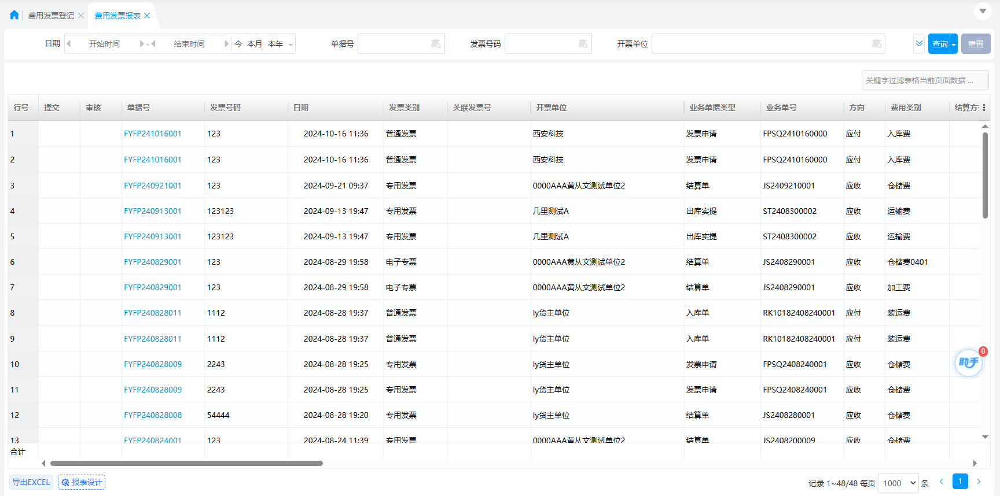 费用发票登记 费用发票报表
日期 开始时间 - 结束时间 今 本月 本年 单据号 高 发票号码 高 开票单位 高 查询 重置
关键字过滤表格当前页面数据 ...
行号 提交 审核 单据号 发票号码 日期 发票类别 关联发票号 开票单位 业务单据类型 业务单号 方向 费用类别 结算方
1 FYFP241016001 123 2024-10-16 11:36 普通发票 西安科技 发票申请 FPSQ2410160000 应付 入库费
2 FYFP241016001 123 2024-10-16 11:36 普通发票 西安科技 发票申请 FPSQ2410160000 应付 入库费
3 FYFP240921001 123 2024-09-21 09:37 专用发票 0000AAA黄从文测试单位2 结算单 JS2409210001 应收 仓储费
4 FYFP240913001 123123 2024-09-13 19:47 专用发票 几里测试A 出库实提 ST2408300002 应收 运输费
5 FYFP240913001 123123 2024-09-13 19:47 专用发票 几里测试A 出库实提 ST2408300002 应收 运输费
6 FYFP240829001 123 2024-08-29 19:58 电子专票 0000AAA黄从文测试单位2 结算单 JS2408290001 应收 仓储费0401
7 FYFP240829001 123 2024-08-29 19:58 电子专票 0000AAA黄从文测试单位2 结算单 JS2408290001 应收 加工费
8 FYFP240828011 1112 2024-08-28 19:37 普通发票 ly货主单位 入库单 RK10182408240001 应付 装运费
9 FYFP240828011 1112 2024-08-28 19:37 普通发票 ly货主单位 入库单 RK10182408240001 应付 装运费
10 FYFP240828009 2243 2024-08-28 19:25 专用发票 ly货主单位 发票申请 FPSQ2408240001 应收 仓储费
11 FYFP240828009 2243 2024-08-28 19:25 专用发票 ly货主单位 发票申请 FPSQ2408240001 应收 仓储费
12 FYFP240828008 54444 2024-08-28 19:20 专用发票 ly货主单位 结算单 JS2408280001 应收 仓储费
13 FYFP240824001 123 2024-08-24 11:39 专用发票 0000AAA黄从文测试单位2 结算单 JS2408200009 应收 仓储费
合计
助手 0
导出EXCEL 报表设计 记录 1~48/48 每页 1000 条 1